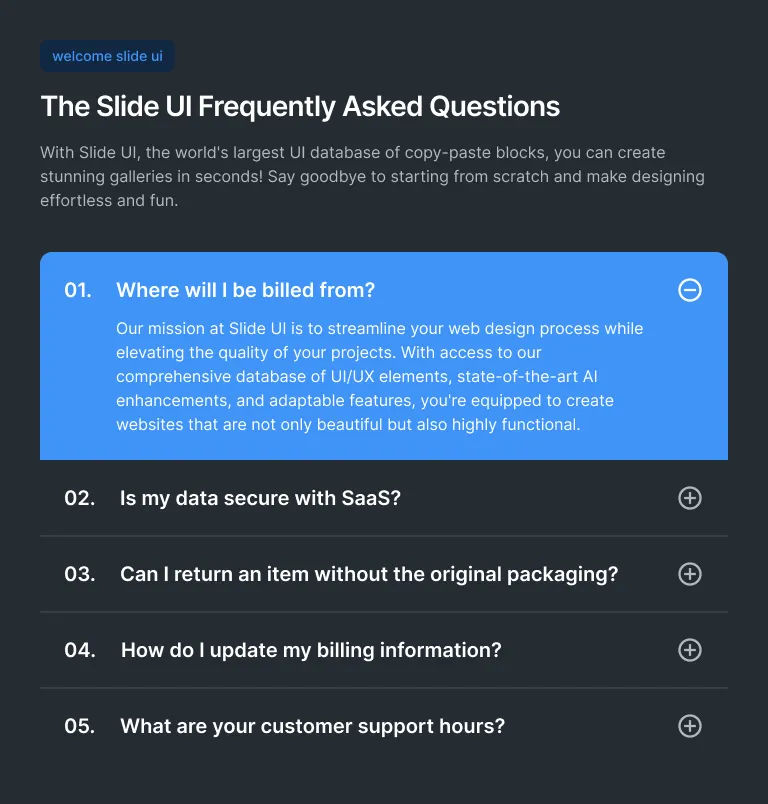 welcome slide ui
The Slide UI Frequently Asked Questions
With Slide UI, the world's largest UI database of copy-paste blocks, you can create
stunning galleries in seconds! Say goodbye to starting from scratch and make designing
effortless and fun.
01. Where will I be billed from?
Our mission at Slide UI is to streamline your web design process while
elevating the quality of your projects. With access to our
comprehensive database of UI/UX elements, state-of-the-art AI
enhancements, and adaptable features, you're equipped to create
websites that are not only beautiful but also highly functional.
02. Is my data secure with SaaS?
03. Can I return an item without the original packaging?
04. How do I update my billing information?
05. What are your customer support hours?